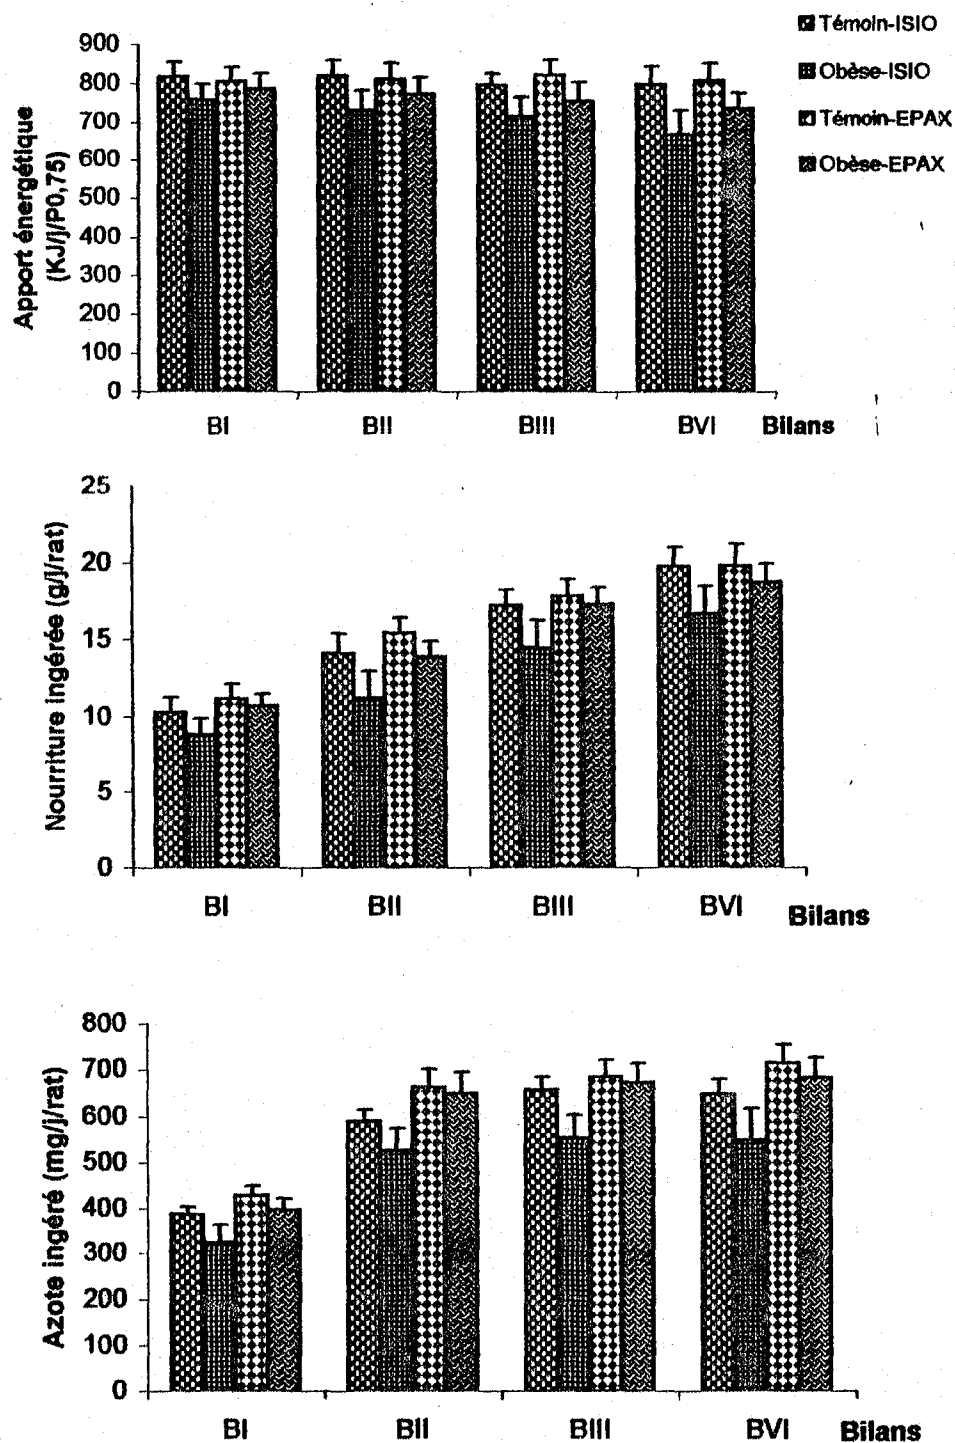 Témoin-ISIO
Obèse-ISIO
Témoin-EPAX
Obèse-EPAX
Apport énergétique
(KJ/j/P0,75)
900
800
700
600
500
400
300
200
100
0
BI BII BIII BVI Bilans
Nourriture ingérée (g/j/rat)
25
20
15
10
5
0
BI BII BIII BVI Bilans
Azote ingéré (mg/j/rat)
800
700
600
500
400
300
200
100
0
BI BII BIII BVI Bilans